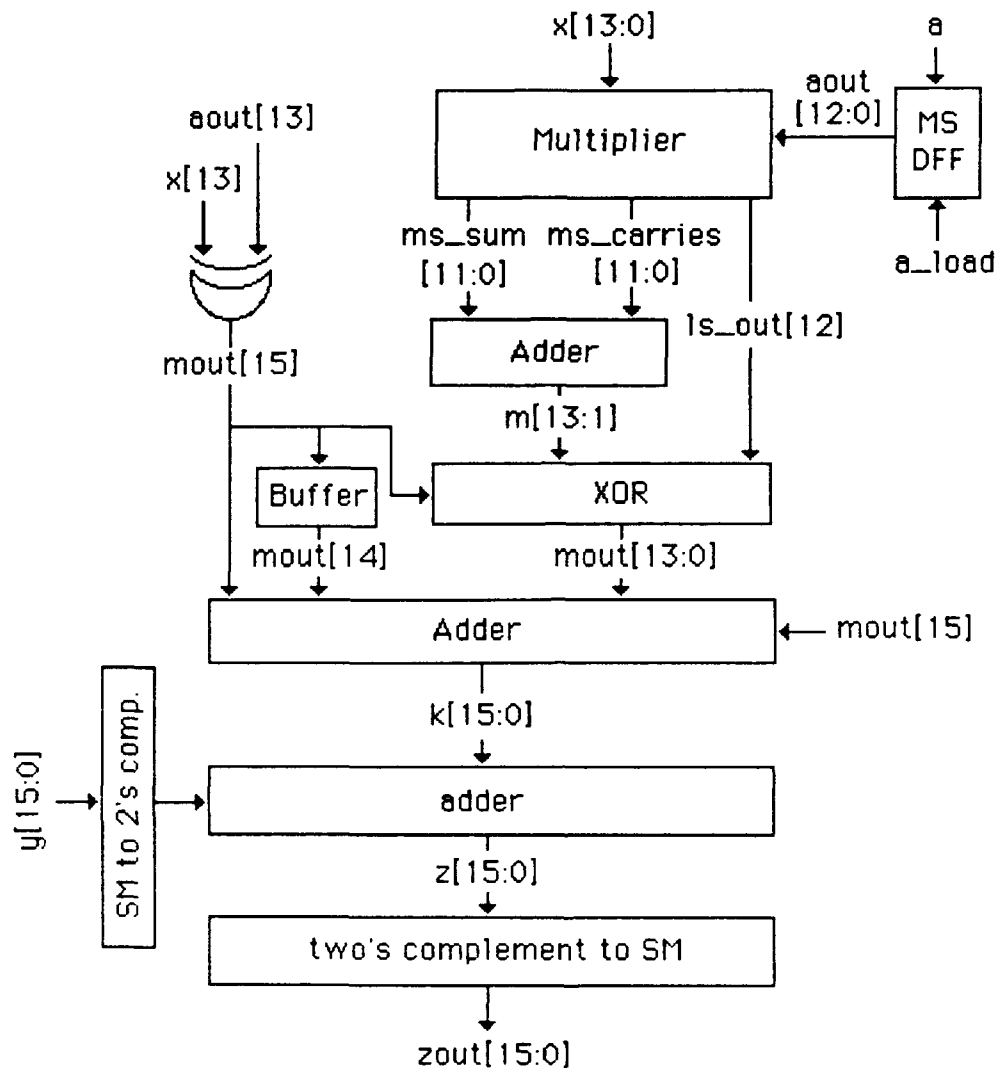 x[13:0]
a
aout
[12:0]
MS
DFF
Multiplier
aout[13]
x[13]
ms_sum
[11:0]
ms_carries
[11:0]
a_load
ls_out[12]
Adder
mout[15]
m[13:1]
Buffer
XOR
mout[14]
mout[13:0]
Adder
mout[15]
k[15:0]
SM to 2's comp.
y[15:0]
adder
z[15:0]
two's complement to SM
zout[15:0]